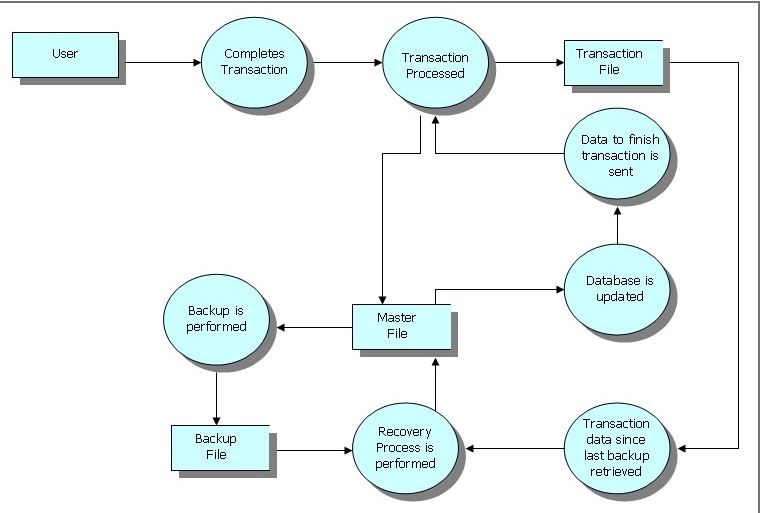 User
Completes
Transaction
Transaction
Processed
Transaction
File
Data to finish
transaction is
sent
Database is
updated
Backup is
performed
Master
File
Backup
File
Recovery
Process is
performed
Transaction
data since
last backup
retrieved